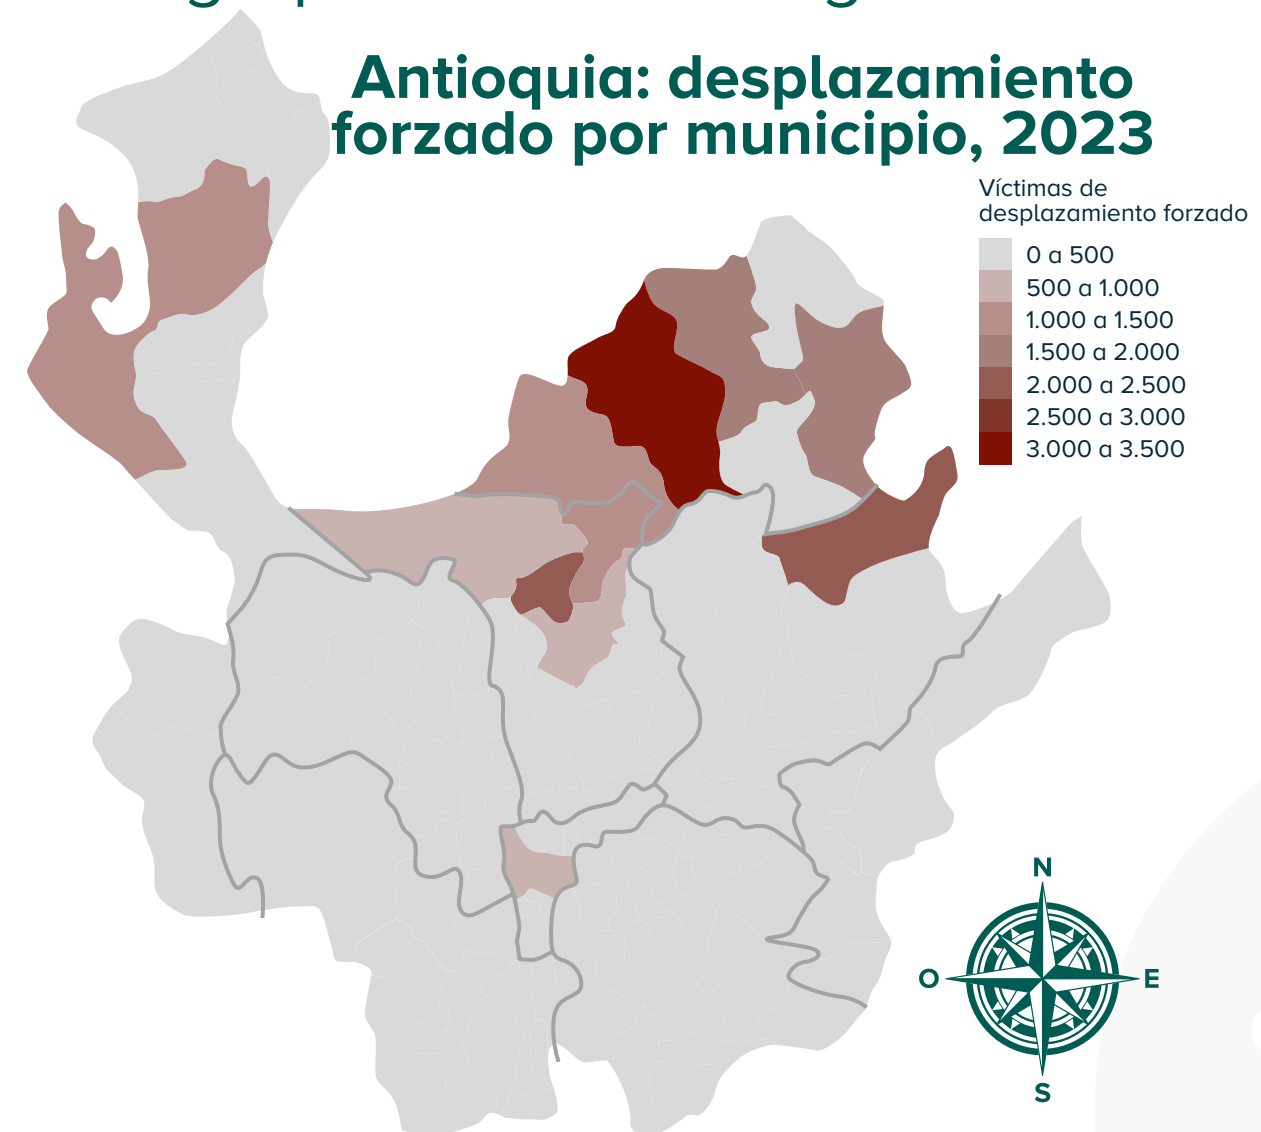 Antioquia: desplazamiento
forzado por municipio, 2023
Víctimas de
desplazamiento forzado
0 a 500
500 a 1.000
1.000 a 1.500
1.500 a 2.000
2.000 a 2.500
2.500 a 3.000
3.000 a 3.500
N
O
E
S